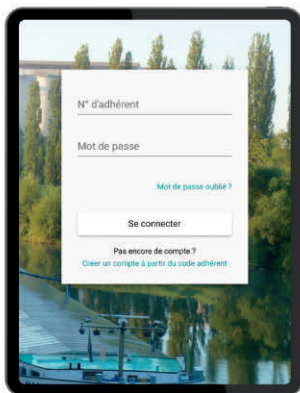 N° d'adhérent
Mot de passe
Mot de passe oublié ?
Se connecter
Pas encore de compte ?
Créer un compte à partir du code adhérent